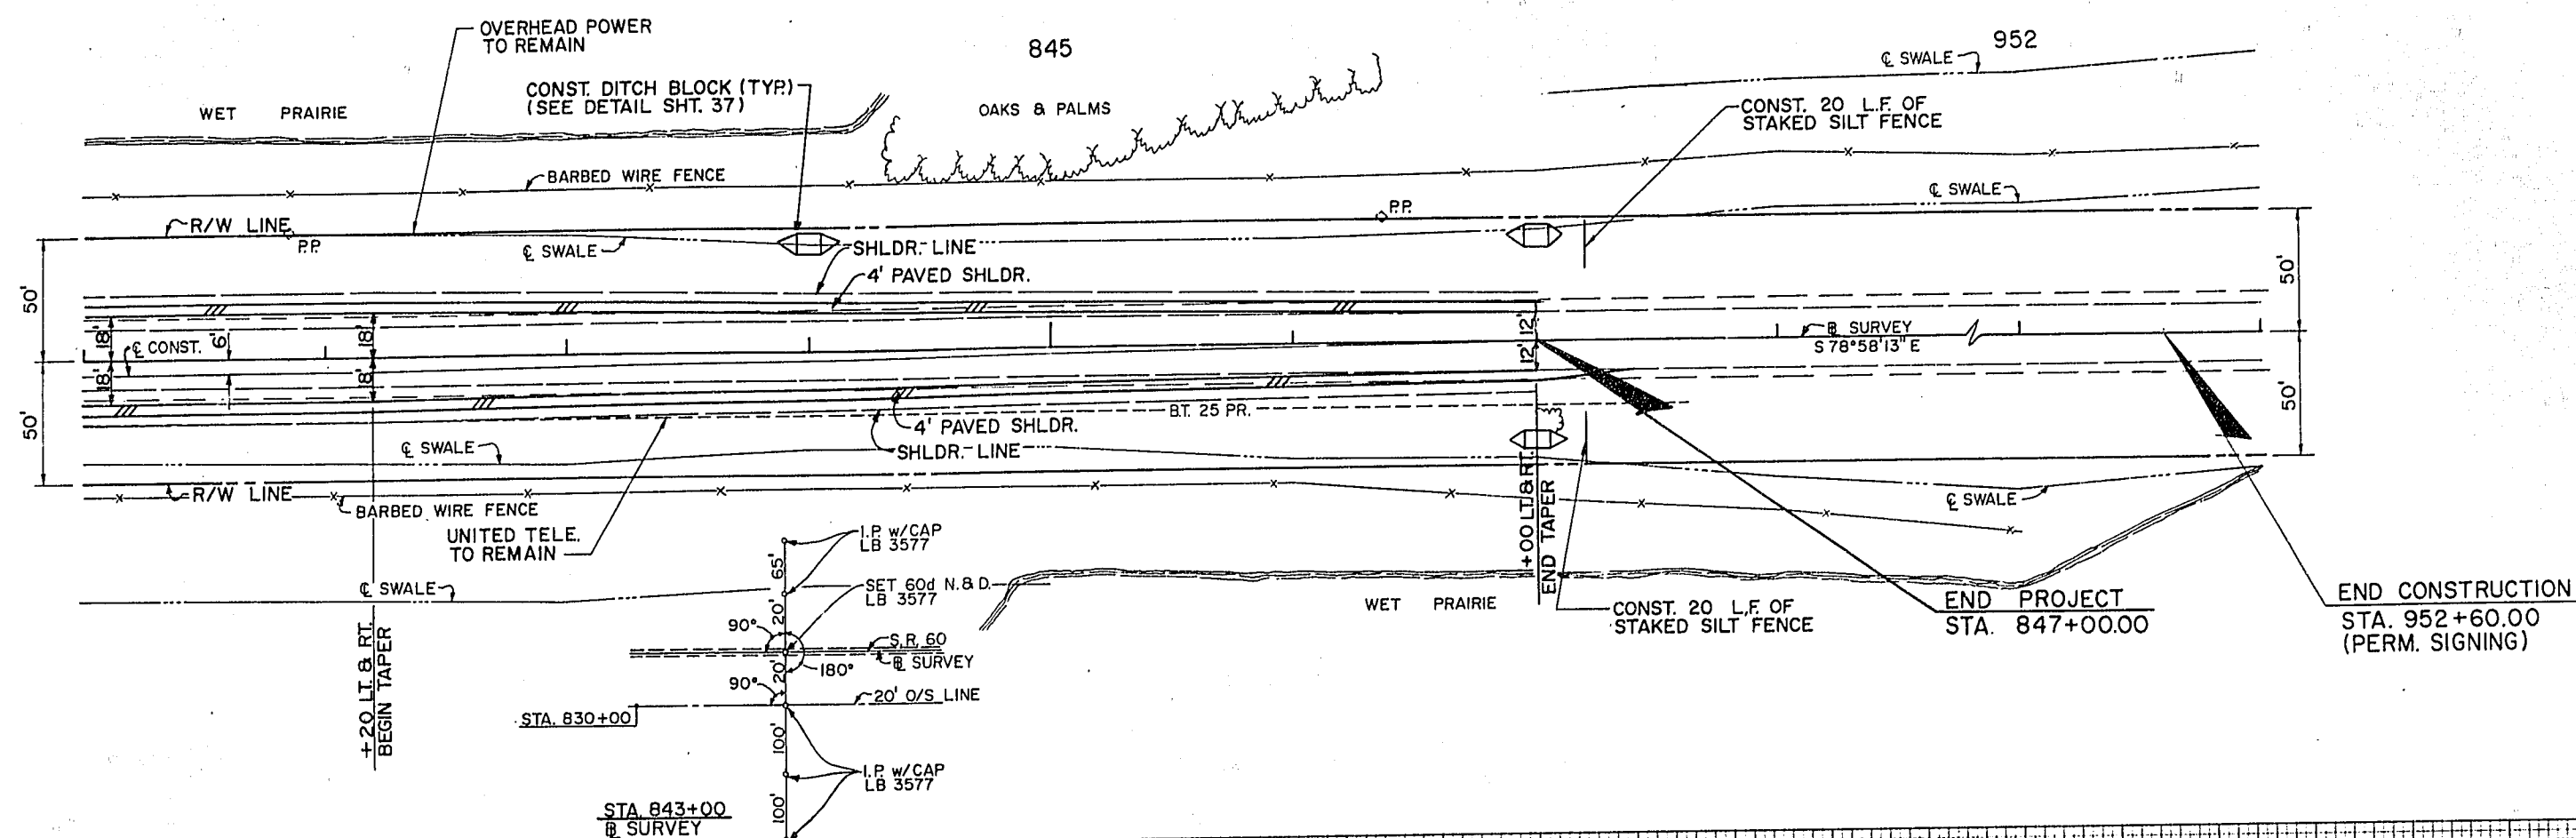 OVERHEAD POWER
TO REMAIN
845
952
℄ SWALE
CONST. DITCH BLOCK (TYP.)
(SEE DETAIL SHT. 37)
WET PRAIRIE
OAKS & PALMS
CONST. 20 L.F. OF
STAKED SILT FENCE
BARBED WIRE FENCE
℄ SWALE
R/W LINE
P.P.
P.P.
℄ SWALE
SHLDR. LINE
4' PAVED SHLDR.
50'
50'
18'
6'
18'
12'
12'
℄ CONST.
B SURVEY
S 78°58'13" E
18'
18'
12'
50'
50'
B.T. 25 PR.
4' PAVED SHLDR.
SHLDR. LINE
℄ SWALE
R/W LINE
BARBED WIRE FENCE
℄ SWALE
UNITED TELE.
TO REMAIN
I.P. w/CAP
LB 3577
65'
+00 LT. & RT.
END TAPER
SET 60d N.& D.
LB 3577
℄ SWALE
20'
WET PRAIRIE
CONST. 20 L.F. OF
STAKED SILT FENCE
END PROJECT
STA. 847+00.00
END CONSTRUCTION
STA. 952+60.00
(PERM. SIGNING)
90°
S.R. 60
B SURVEY
180°
20'
90°
20' O/S LINE
+20 LT. & RT.
BEGIN TAPER
STA. 830+00
100'
I.P. w/CAP
LB 3577
100'
STA. 843+00
B SURVEY